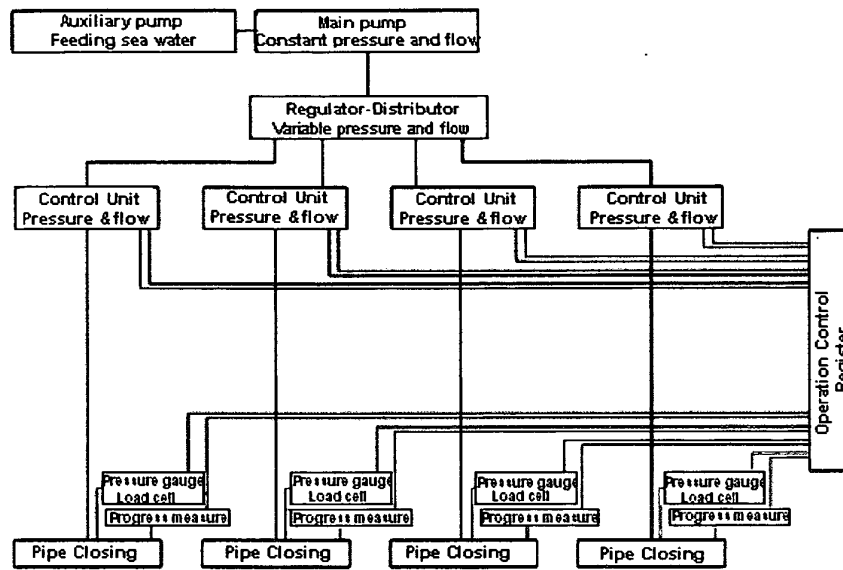 Auxiliary pump
Feeding sea water
Main pump
Constant pressure and flow
Regulator-Distributor
Variable pressure and flow
Control Unit
Pressure & flow
Control Unit
Pressure & flow
Control Unit
Pressure & flow
Control Unit
Pressure & flow
Operation Control
Register
Pressure gauge
Load cell
Progress measure
Pressure gauge
Load cell
Progress measure
Pressure gauge
Load cell
Progress measure
Pressure gauge
Load cell
Progress measure
Pipe Closing
Pipe Closing
Pipe Closing
Pipe Closing